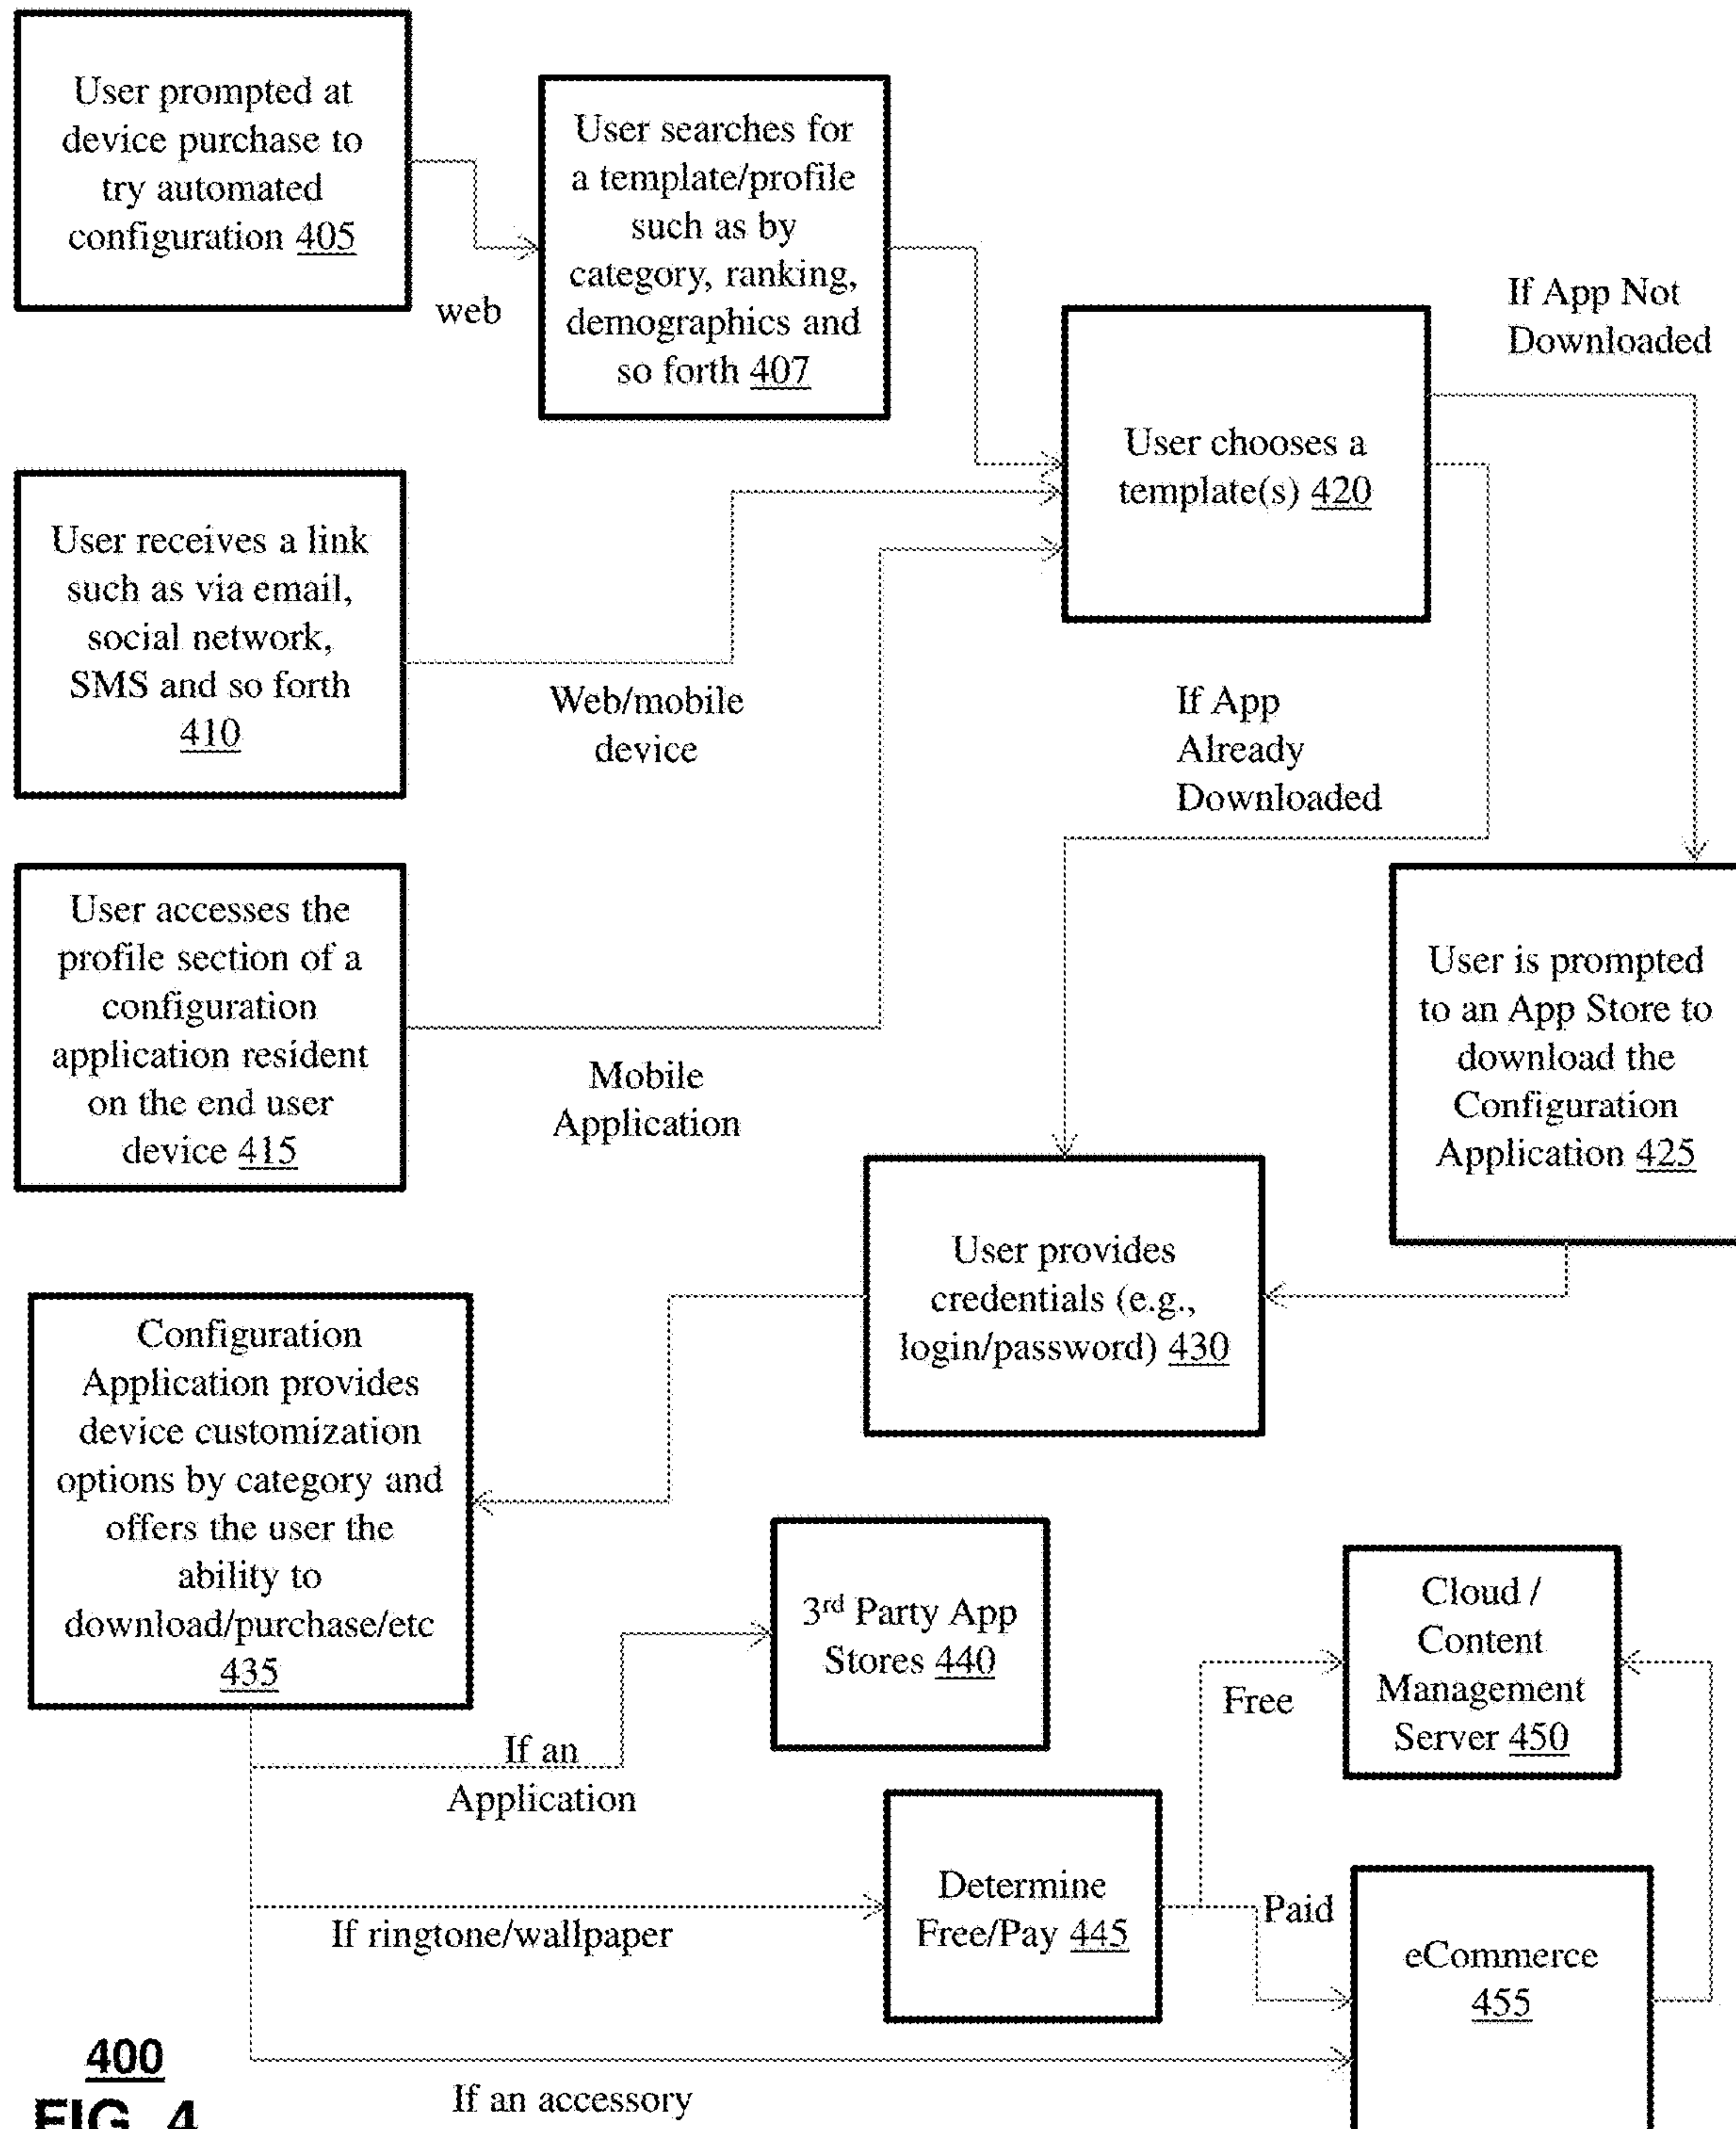 User prompted at
device purchase to
try automated
configuration 405
web
User searches for
a template/profile
such as by
category, ranking,
demographics and
so forth 407
User receives a link
such as via email,
social network,
SMS and so forth
410
Web/mobile
device
User accesses the
profile section of a
configuration
application resident
on the end user
device 415
Mobile
Application
User chooses a
template(s) 420
If App Not
Downloaded
If App
Already
Downloaded
User is prompted
to an App Store to
download the
Configuration
Application 425
User provides
credentials (e.g.,
login/password) 430
Configuration
Application provides
device customization
options by category and
offers the user the
ability to
download/purchase/etc
435
If an
Application
3rd Party App
Stores 440
If ringtone/wallpaper
Determine
Free/Pay 445
Free
Paid
Cloud /
Content
Management
Server 450
eCommerce
455
If an accessory
400
FIG. 4